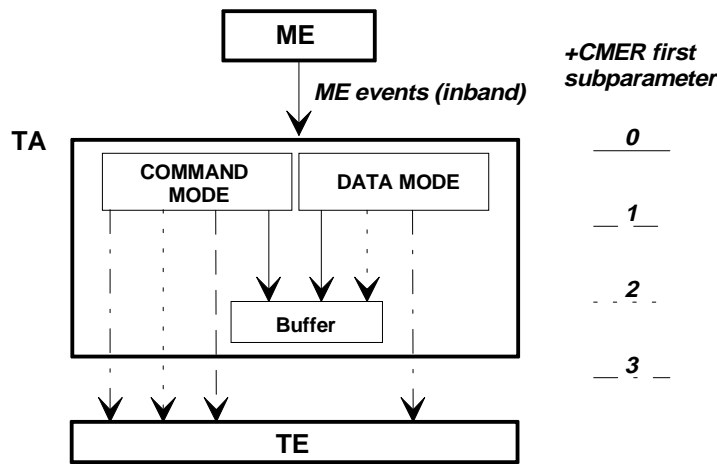 ME
+CMER first
subparameter
ME events (inband)
TA
0
COMMAND
MODE
DATA MODE
1
2
Buffer
3
TE